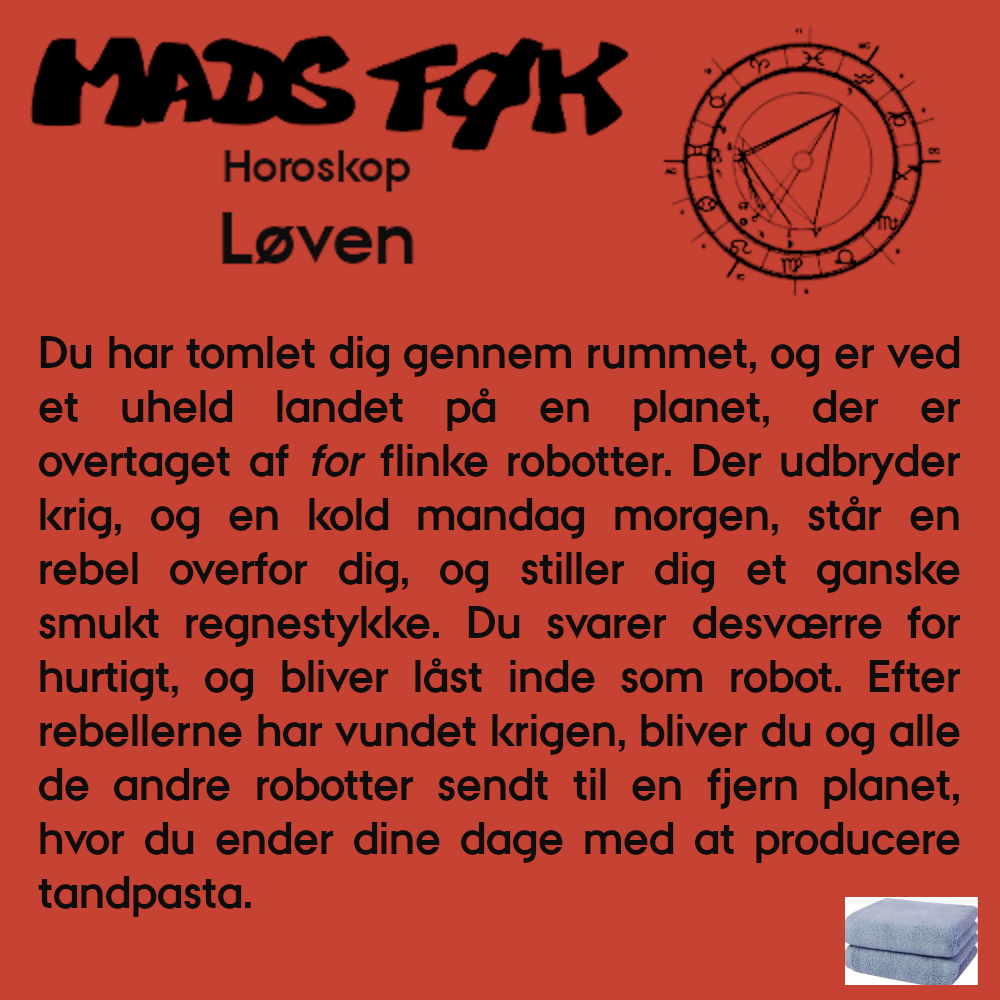 MADS FØK
Horoskop
Løven
Du har tomlet dig gennem rummet, og er ved
et uheld landet på en planet, der er
overtaget af for flinke robotter. Der udbryder
krig, og en kold mandag morgen, står en
rebel overfor dig, og stiller dig et ganske
smukt regnestykke. Du svarer desværre for
hurtigt, og bliver låst inde som robot. Efter
rebellerne har vundet krigen, bliver du og alle
de andre robotter sendt til en fjern planet,
hvor du ender dine dage med at producere
tandpasta.